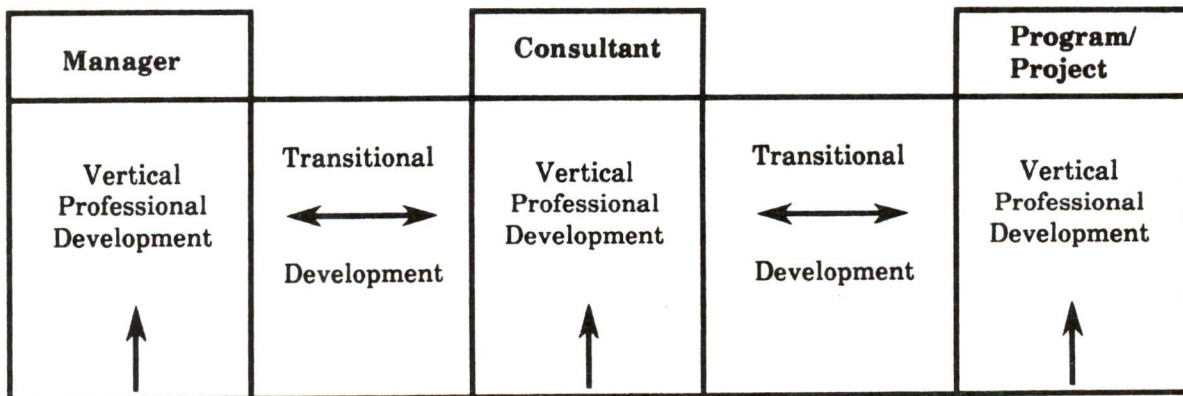 Manager
Consultant
Program/
Project
Vertical
Professional
Development
Transitional
Development
Vertical
Professional
Development
Transitional
Development
Vertical
Professional
Development